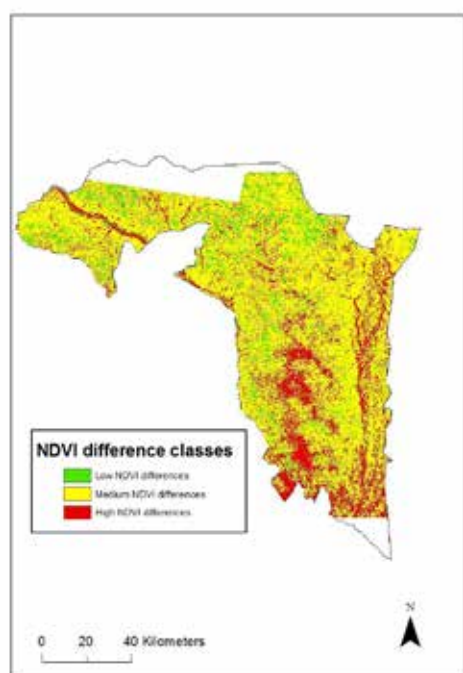 NDVI difference classes
Low NDVI differences
Medium NDVI differences
High NDVI differences
N
0 20 40 Kilometers